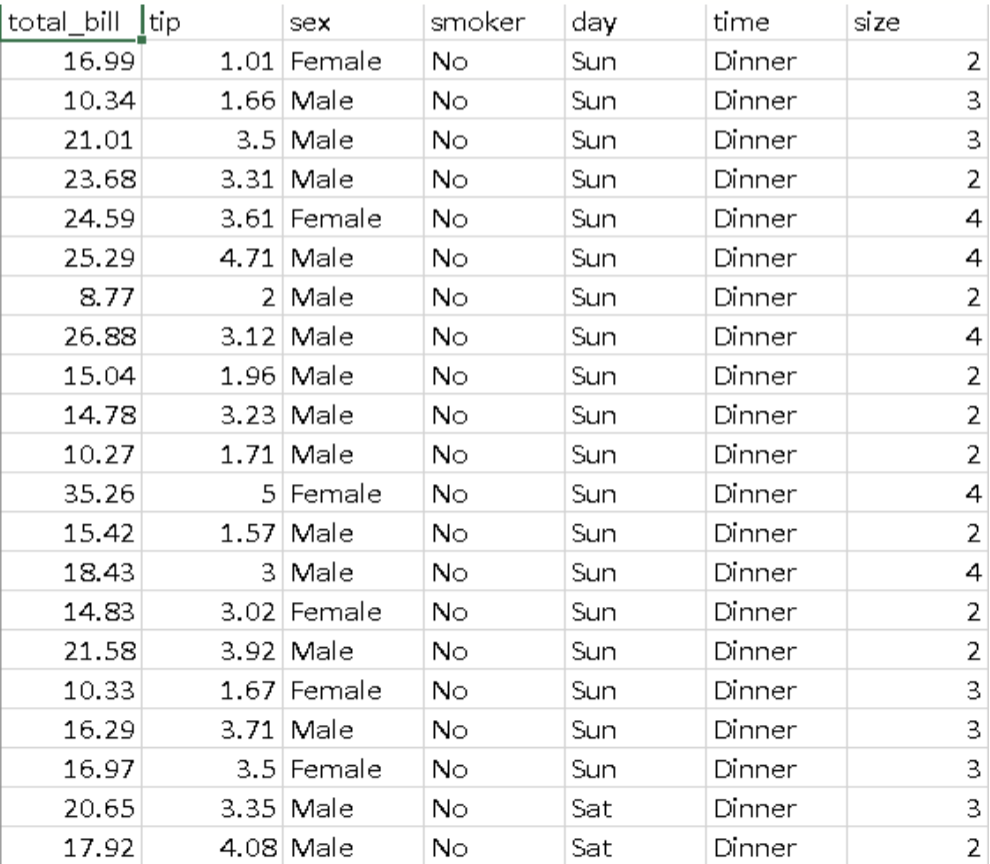 total_bill tip sex smoker day time size
16.99 1.01 Female No Sun Dinner 2
10.34 1.66 Male No Sun Dinner 3
21.01 3.5 Male No Sun Dinner 3
23.68 3.31 Male No Sun Dinner 2
24.59 3.61 Female No Sun Dinner 4
25.29 4.71 Male No Sun Dinner 4
8.77 2 Male No Sun Dinner 2
26.88 3.12 Male No Sun Dinner 4
15.04 1.96 Male No Sun Dinner 2
14.78 3.23 Male No Sun Dinner 2
10.27 1.71 Male No Sun Dinner 2
35.26 5 Female No Sun Dinner 4
15.42 1.57 Male No Sun Dinner 2
18.43 3 Male No Sun Dinner 4
14.83 3.02 Female No Sun Dinner 2
21.58 3.92 Male No Sun Dinner 2
10.33 1.67 Female No Sun Dinner 3
16.29 3.71 Male No Sun Dinner 3
16.97 3.5 Female No Sun Dinner 3
20.65 3.35 Male No Sat Dinner 3
17.92 4.08 Male No Sat Dinner 2